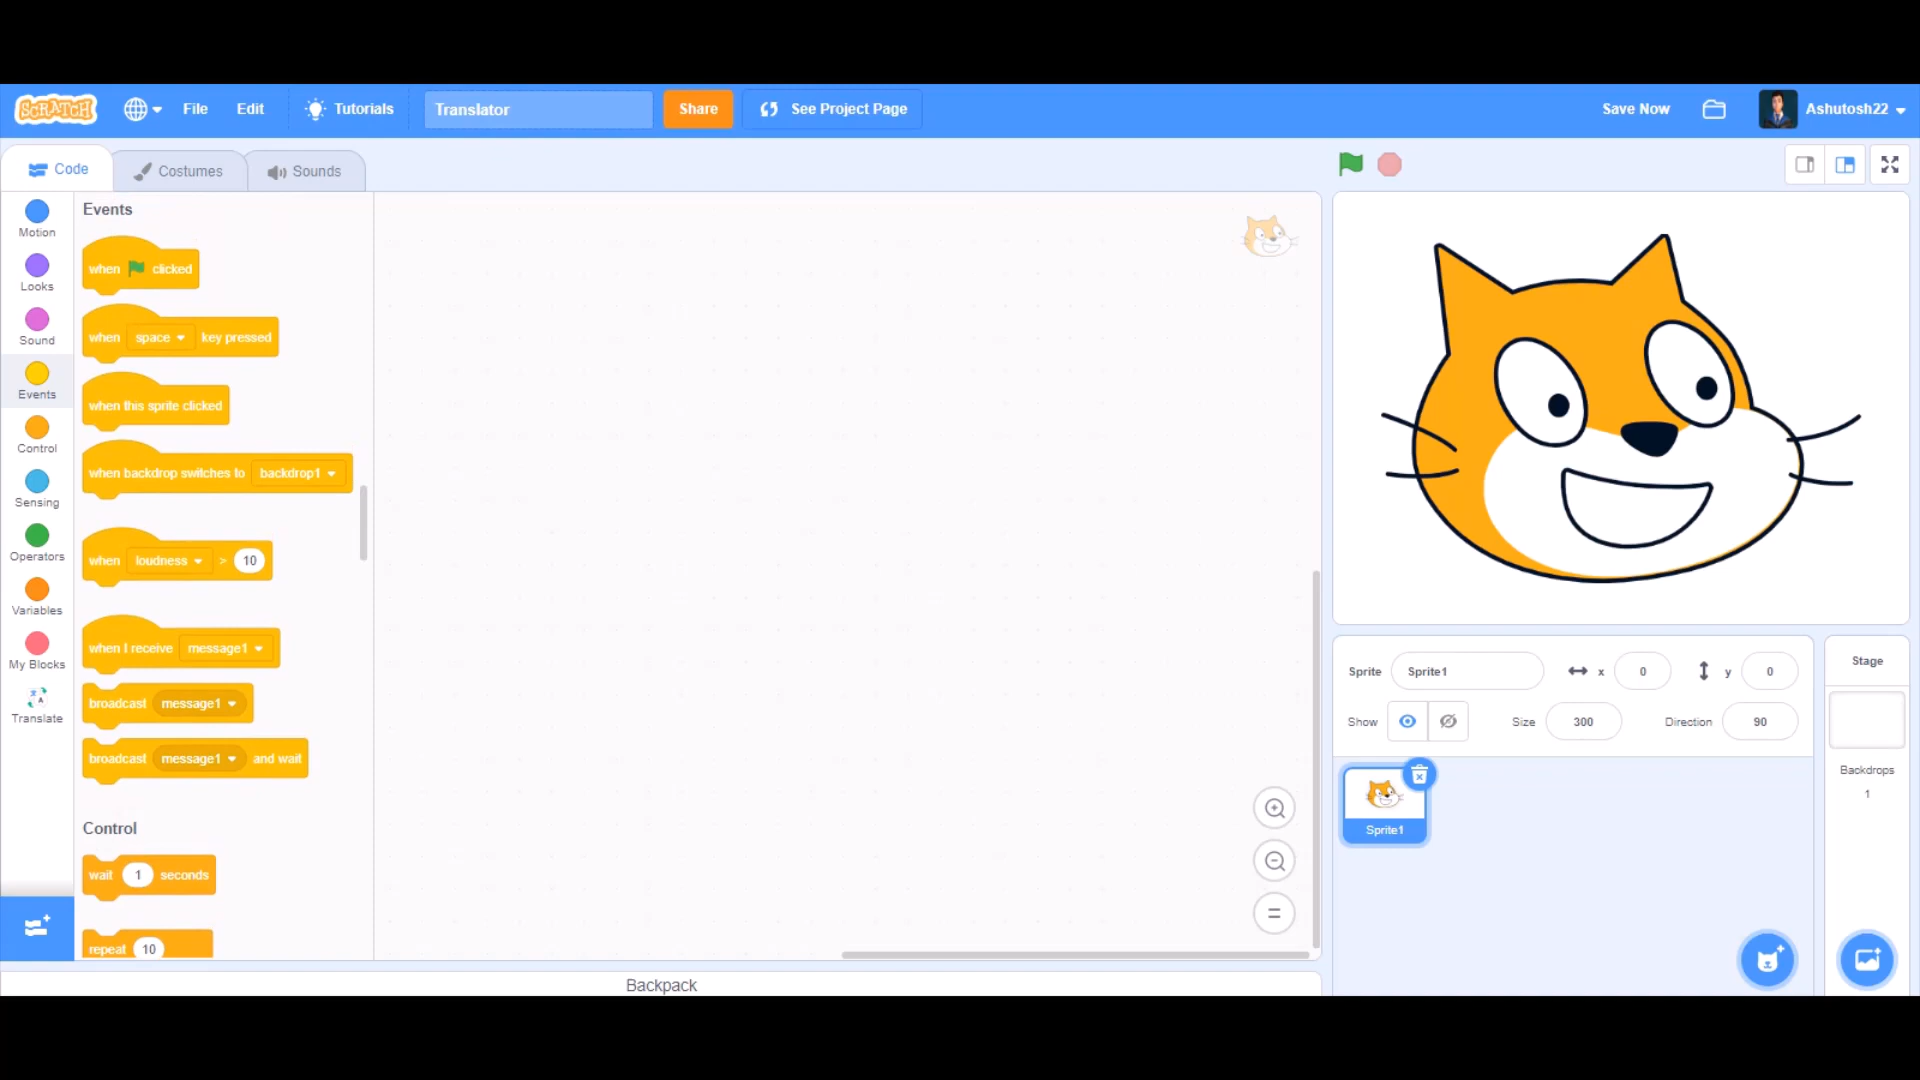 SCRATCH File Edit Tutorials Translator Share See Project Page Save Now Ashutosh22
Code Costumes Sounds
Motion
Looks
Sound
Events
Control
Sensing
Operators
Variables
My Blocks
Translate
Events
when clicked
when space key pressed
when this sprite clicked
when backdrop switches to backdrop1
when loudness > 10
when I receive message1
broadcast message1
broadcast message1 and wait
Control
wait 1 seconds
repeat 10
Backpack
Sprite Sprite1 x 0 y 0
Show Size 300 Direction 90
Sprite1
Stage
Backdrops
1